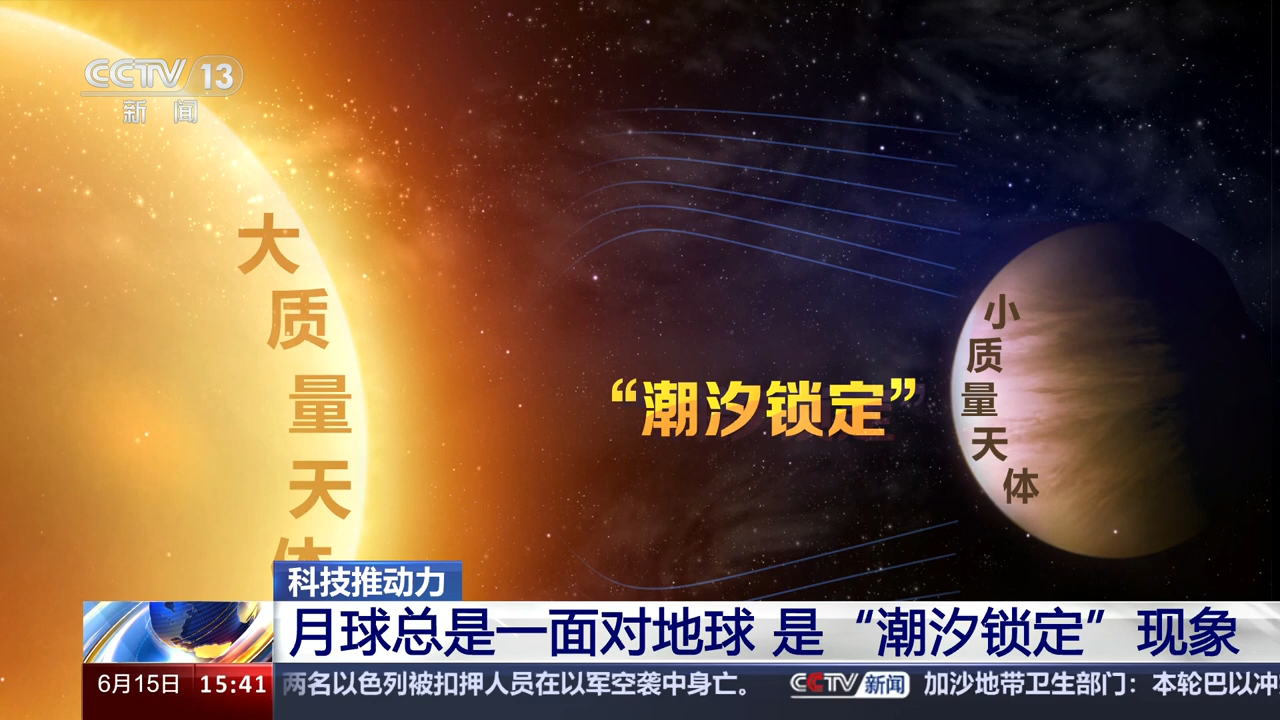 CCTV 13
新闻
大质量天体
小质量天体
“潮汐锁定”
科技推动力
月球总是一面对地球 是“潮汐锁定”现象
6月15日 15:41
两名以色列被扣押人员在以军空袭中身亡。 CCTV 新闻 加沙地带卫生部门：本轮巴以冲